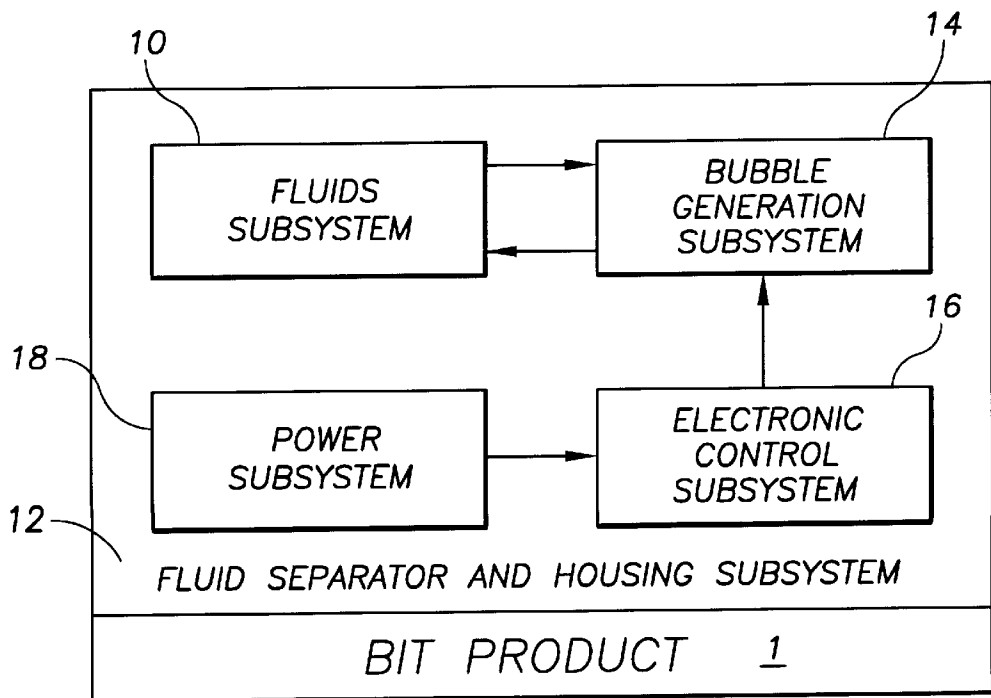 10
14
FLUIDS
SUBSYSTEM
BUBBLE
GENERATION
SUBSYSTEM
18
16
POWER
SUBSYSTEM
ELECTRONIC
CONTROL
SUBSYSTEM
12
FLUID SEPARATOR AND HOUSING SUBSYSTEM
BIT PRODUCT 1